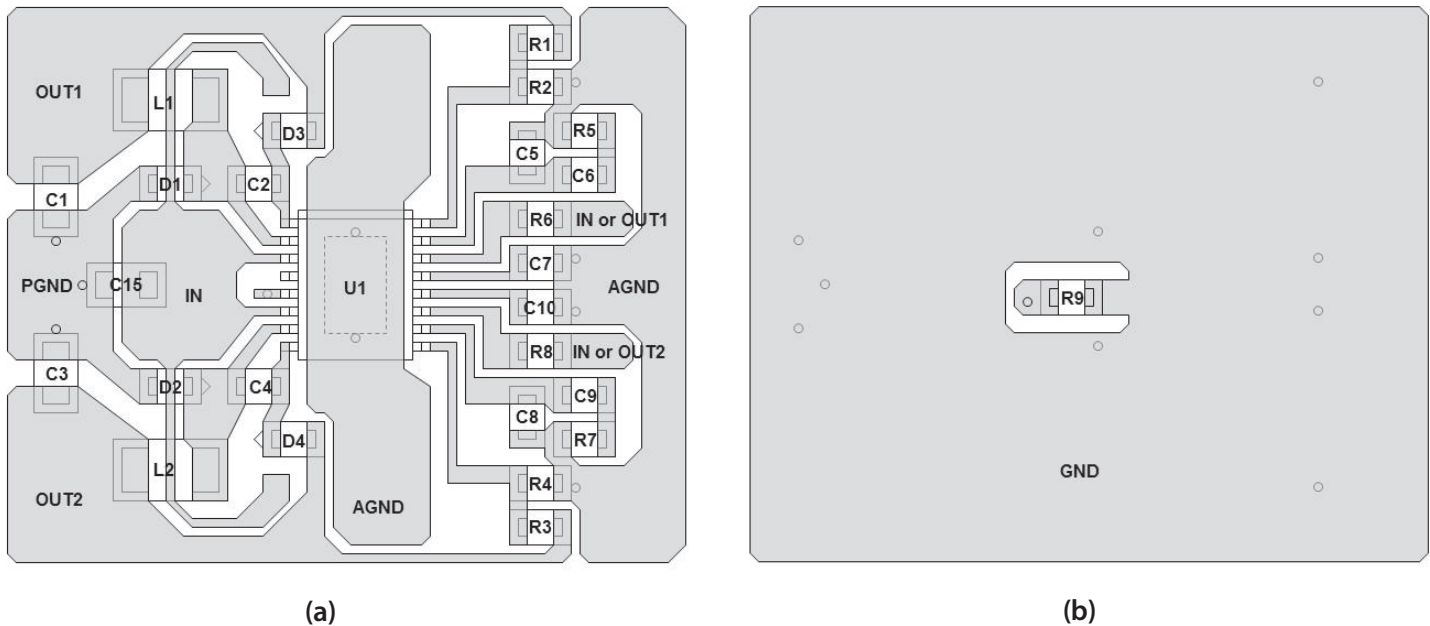 R1
OUT1
L1
R2
D3
R5
C5
C6
D1
C2
C1
R6
IN or OUT1
C7
PGND
C15
IN
U1
AGND
C10
R8
IN or OUT2
C3
D2
C4
C9
C8
D4
R7
L2
R4
OUT2
AGND
R3
R9
GND
(a)
(b)